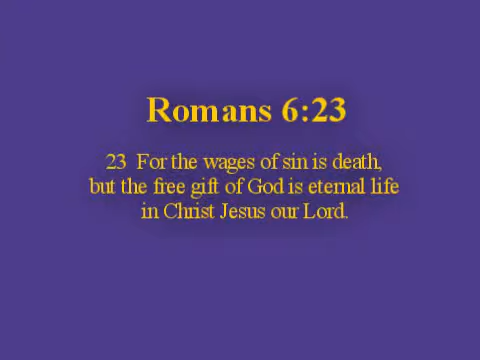 Romans 6:23
23 For the wages of sin is death,
but the free gift of God is eternal life
in Christ Jesus our Lord.